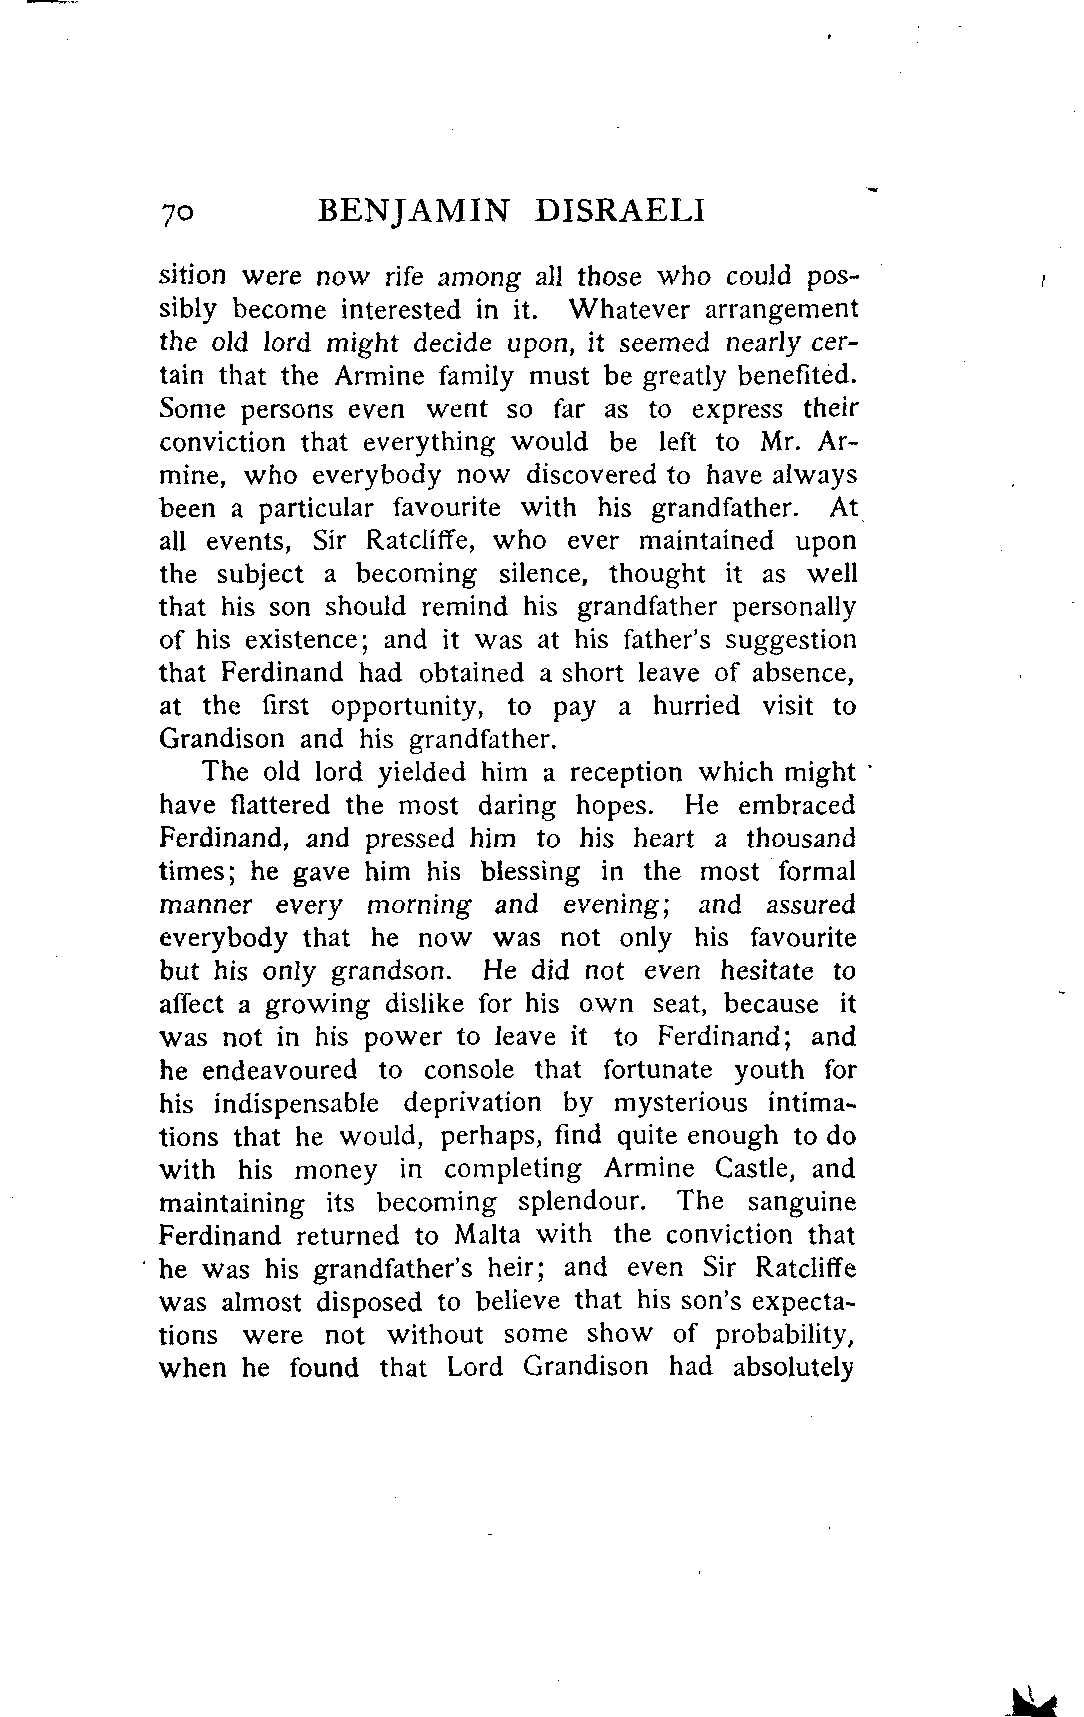 70 BENJAMIN DISRAELI
sition were now rife among all those who could pos-
sibly become interested in it. Whatever arrangement
the old lord might decide upon, it seemed nearly cer-
tain that the Armine family must be greatly benefited.
Some persons even went so far as to express their
conviction that everything would be left to Mr. Ar-
mine, who everybody now discovered to have always
been a particular favourite with his grandfather. At
all events, Sir Ratcliffe, who ever maintained upon
the subject a becoming silence, thought it as well
that his son should remind his grandfather personally
of his existence; and it was at his father's suggestion
that Ferdinand had obtained a short leave of absence,
at the first opportunity, to pay a hurried visit to
Grandison and his grandfather.
The old lord yielded him a reception which might
have flattered the most daring hopes. He embraced
Ferdinand, and pressed him to his heart a thousand
times; he gave him his blessing in the most formal
manner every morning and evening; and assured
everybody that he now was not only his favourite
but his only grandson. He did not even hesitate to
affect a growing dislike for his own seat, because it
was not in his power to leave it to Ferdinand; and
he endeavoured to console that fortunate youth for
his indispensable deprivation by mysterious intima-
tions that he would, perhaps, find quite enough to do
with his money in completing Armine Castle, and
maintaining its becoming splendour. The sanguine
Ferdinand returned to Malta with the conviction that
he was his grandfather's heir; and even Sir Ratcliffe
was almost disposed to believe that his son's expecta-
tions were not without some show of probability,
when he found that Lord Grandison had absolutely